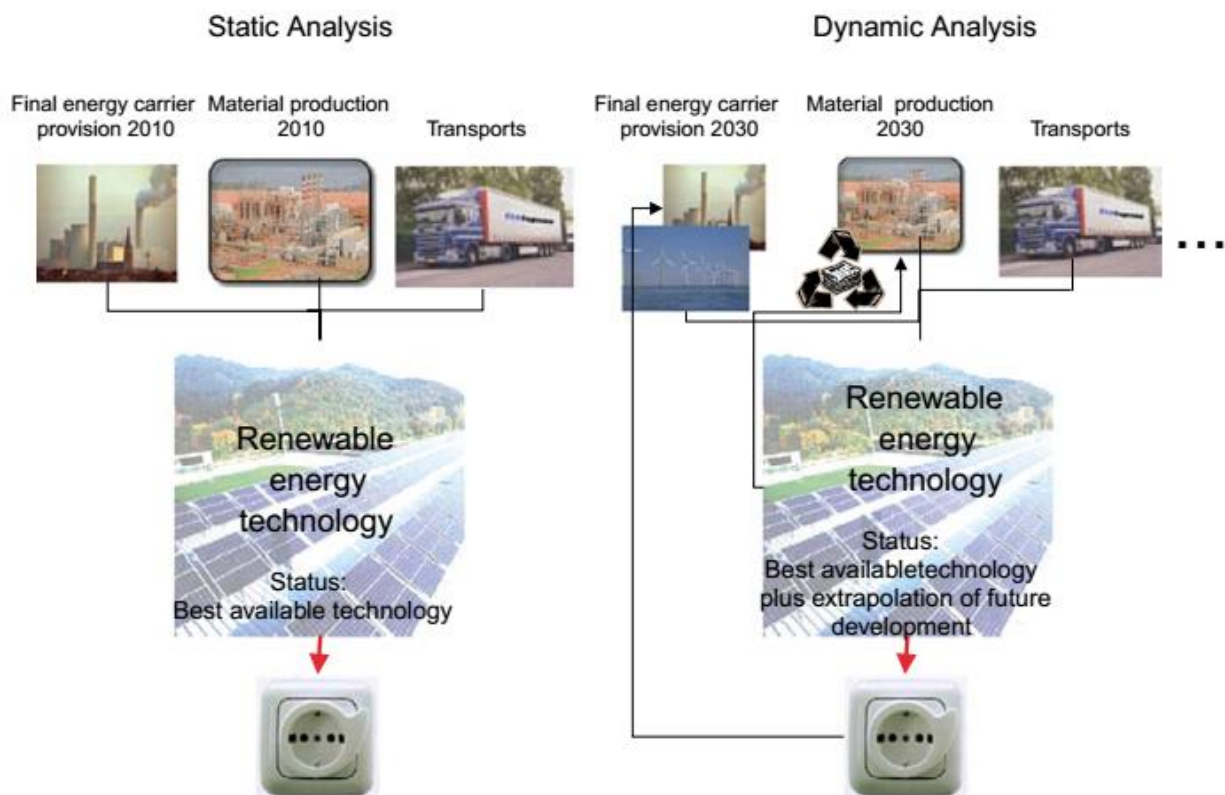 Static Analysis
Dynamic Analysis
Final energy carrier
provision 2010
Material production
2010
Transports
Final energy carrier
provision 2030
Material production
2030
Transports
...
Renewable
energy
technology
Status:
Best available technology
Renewable
energy
technology
Status:
Best availabletechnology
plus extrapolation of future
development